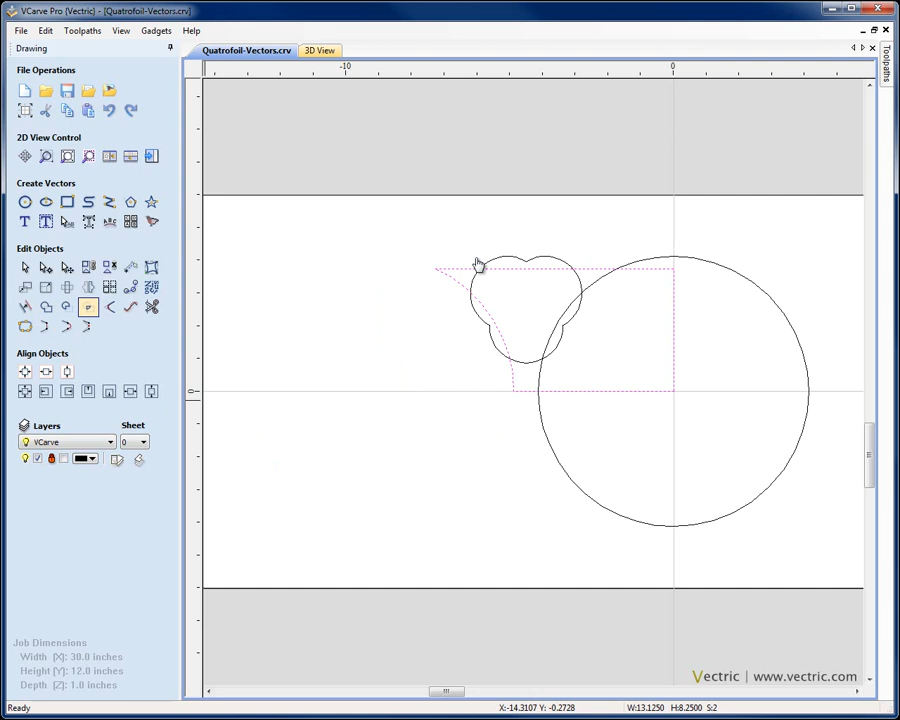 VCarve Pro {Vectric} - [Quatrofoil-Vectors.crv]
File Edit Toolpaths View Gadgets Help
Drawing
Quatrofoil-Vectors.crv
3D View
Toolpaths
File Operations
-10
0
2D View Control
Create Vectors
Edit Objects
Align Objects
0
Layers
Sheet
VCarve
0
Job Dimensions
Width [X]: 30.0 inches
Height [Y]: 12.0 inches
Depth [Z]: 1.0 inches
Vectric | www.vectric.com
Ready
X:-14.3107 Y:-0.2728
W:13.1250 H:8.2500 S:2